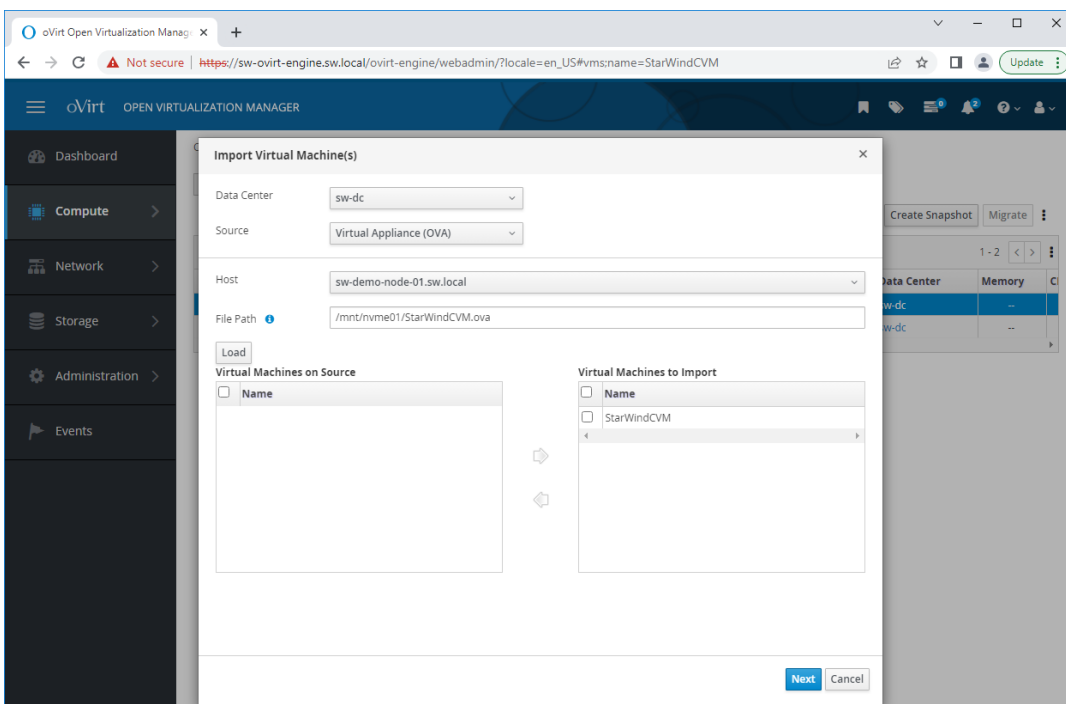 oVirt Open Virtualization Manag
Not secure https://sw-ovirt-engine.sw.local/ovirt-engine/webadmin/?locale=en_US#vms;name=StarWindCVM
Update
oVirt OPEN VIRTUALIZATION MANAGER
0
2
Dashboard
Compute
Network
Storage
Administration
Events
C
Import Virtual Machine(s)
Data Center sw-dc
Source Virtual Appliance (OVA)
Host sw-demo-node-01.sw.local
File Path /mnt/nvme01/StarWindCVM.ova
Load
Virtual Machines on Source
Name
Virtual Machines to Import
Name
StarWindCVM
Next Cancel
Create Snapshot Migrate
1 - 2
Data Center Memory
sw-dc --
sw-dc --